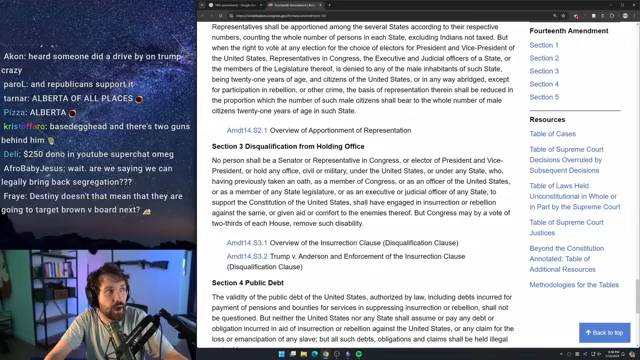 Akon: heard someone did a drive by on trump
crazy
paroL: and republicans support it
tarnar: ALBERTA OF ALL PLACES
Pizza: ALBERTA
kristoffaro: basedegghead and there's two guns
behind him
Deli: $250 dono in youtube superchat omeg
AfroBabyJesus: wait. are we saying we can
legally bring back segregation???
Fraye: Destiny doesn't that mean that they are
going to target brown v board next?
Representatives shall be apportioned among the several States according to their respective
numbers, counting the whole number of persons in each State, excluding Indians not taxed. But
when the right to vote at any election for the choice of electors for President and Vice-President of
the United States, Representatives in Congress, the Executive and Judicial officers of a State, or
the members of the Legislature thereof, is denied to any of the male inhabitants of such State,
being twenty-one years of age, and citizens of the United States, or in any way abridged, except
for participation in rebellion, or other crime, the basis of representation therein shall be reduced in
the proportion which the number of such male citizens shall bear to the whole number of male
citizens twenty-one years of age in such State.
Amdt14.S2.1 Overview of Apportionment of Representation
Section 3 Disqualification from Holding Office
No person shall be a Senator or Representative in Congress, or elector of President and Vice-
President, or hold any office, civil or military, under the United States, or under any State, who,
having previously taken an oath, as a member of Congress, or as an officer of the United States,
or as a member of any State legislature, or as an executive or judicial officer of any State, to
support the Constitution of the United States, shall have engaged in insurrection or rebellion
against the same, or given aid or comfort to the enemies thereof. But Congress may by a vote of
two-thirds of each House, remove such disability.
Amdt14.S3.1 Overview of the Insurrection Clause (Disqualification Clause)
Amdt14.S3.2 Trump v. Anderson and Enforcement of the Insurrection Clause
(Disqualification Clause)
Section 4 Public Debt
The validity of the public debt of the United States, authorized by law, including debts incurred for
payment of pensions and bounties for services in suppressing insurrection or rebellion, shall not
be questioned. But neither the United States nor any State shall assume or pay any debt or
obligation incurred in aid of insurrection or rebellion against the United States, or any claim for the
loss or emancipation of any slave; but all such debts, obligations and claims shall be held illegal
Fourteenth Amendment
Section 1
Section 2
Section 3
Section 4
Section 5
Resources
Table of Cases
Table of Supreme Court
Decisions Overruled by
Subsequent Decisions
Table of Laws Held
Unconstitutional in Whole or
in Part by the Supreme Court
Table of Supreme Court
Justices
Beyond the Constitution
Annotated: Table of
Additional Resources
Methodologies for the Tables
Back to top